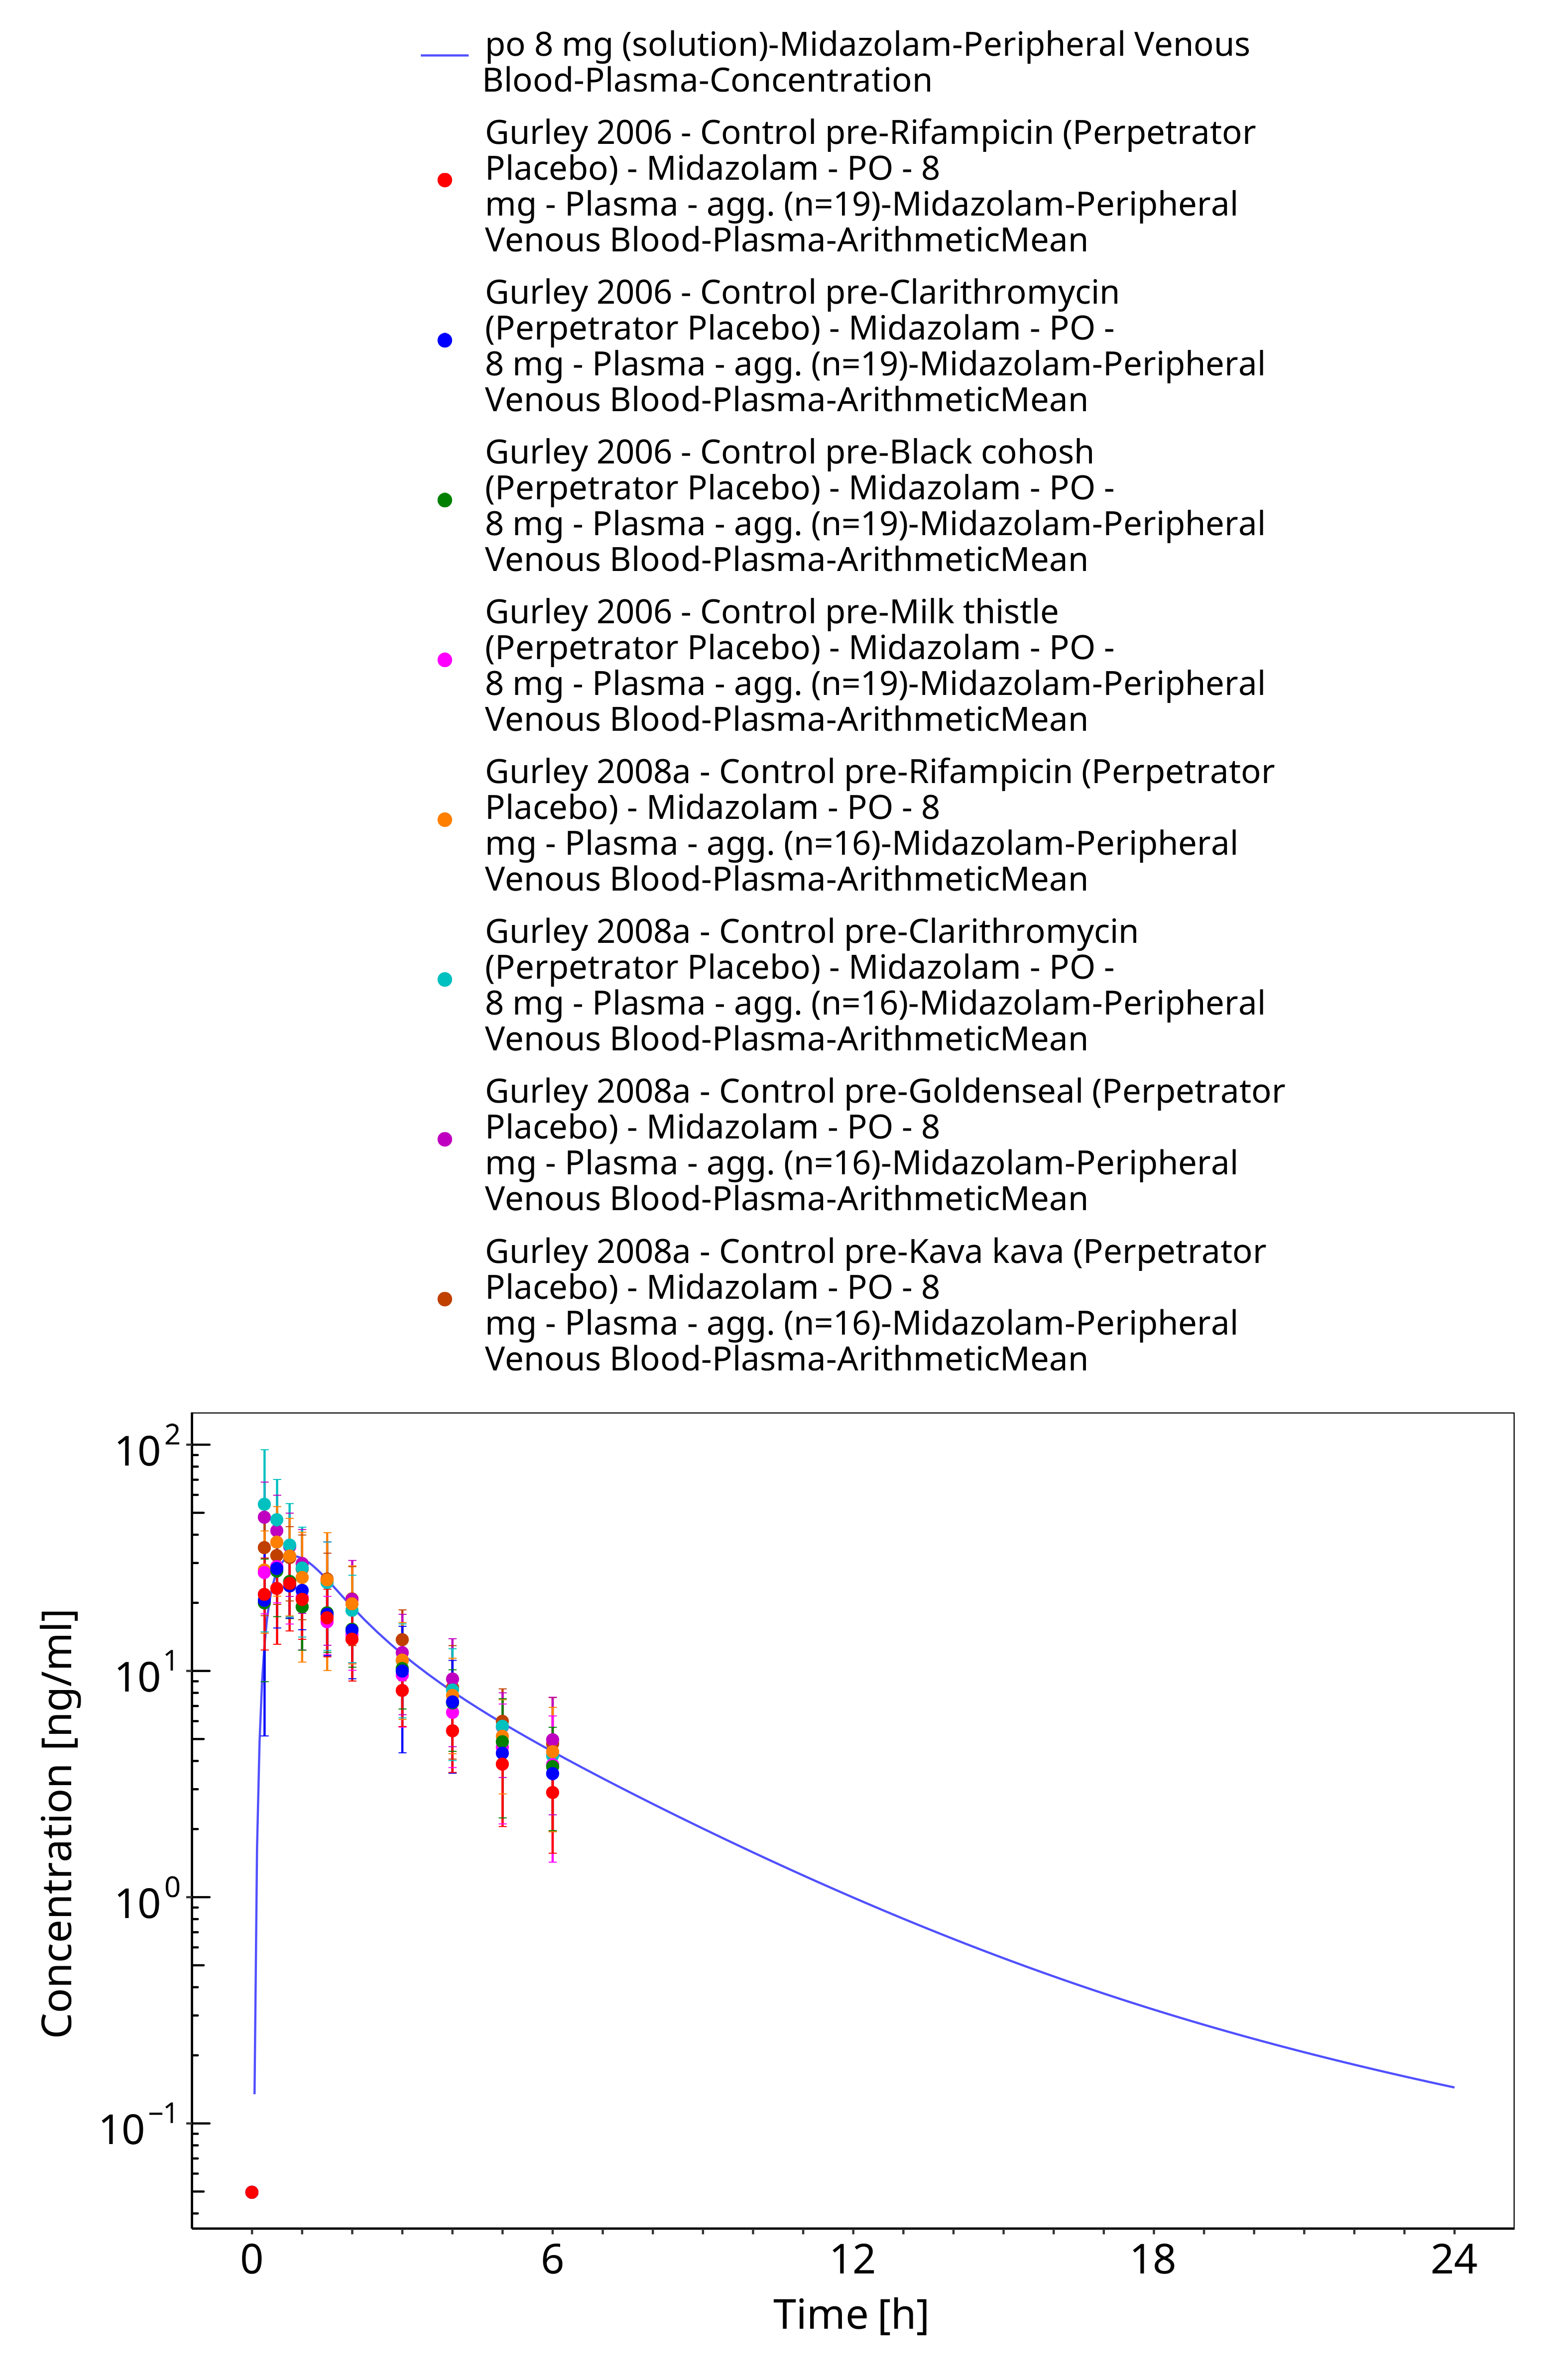 po 8 mg (solution)-Midazolam-Peripheral Venous
Blood-Plasma-Concentration
Gurley 2006 - Control pre-Rifampicin (Perpetrator
Placebo) - Midazolam - PO - 8
mg - Plasma - agg. (n=19)-Midazolam-Peripheral
Venous Blood-Plasma-ArithmeticMean
Gurley 2006 - Control pre-Clarithromycin
(Perpetrator Placebo) - Midazolam - PO -
8 mg - Plasma - agg. (n=19)-Midazolam-Peripheral
Venous Blood-Plasma-ArithmeticMean
Gurley 2006 - Control pre-Black cohosh
(Perpetrator Placebo) - Midazolam - PO -
8 mg - Plasma - agg. (n=19)-Midazolam-Peripheral
Venous Blood-Plasma-ArithmeticMean
Gurley 2006 - Control pre-Milk thistle
(Perpetrator Placebo) - Midazolam - PO -
8 mg - Plasma - agg. (n=19)-Midazolam-Peripheral
Venous Blood-Plasma-ArithmeticMean
Gurley 2008a - Control pre-Rifampicin (Perpetrator
Placebo) - Midazolam - PO - 8
mg - Plasma - agg. (n=16)-Midazolam-Peripheral
Venous Blood-Plasma-ArithmeticMean
Gurley 2008a - Control pre-Clarithromycin
(Perpetrator Placebo) - Midazolam - PO -
8 mg - Plasma - agg. (n=16)-Midazolam-Peripheral
Venous Blood-Plasma-ArithmeticMean
Gurley 2008a - Control pre-Goldenseal (Perpetrator
Placebo) - Midazolam - PO - 8
mg - Plasma - agg. (n=16)-Midazolam-Peripheral
Venous Blood-Plasma-ArithmeticMean
Gurley 2008a - Control pre-Kava kava (Perpetrator
Placebo) - Midazolam - PO - 8
mg - Plasma - agg. (n=16)-Midazolam-Peripheral
Venous Blood-Plasma-ArithmeticMean
Concentration [ng/ml]
10²
10¹
10⁰
10⁻¹
0 6 12 18 24
Time [h]